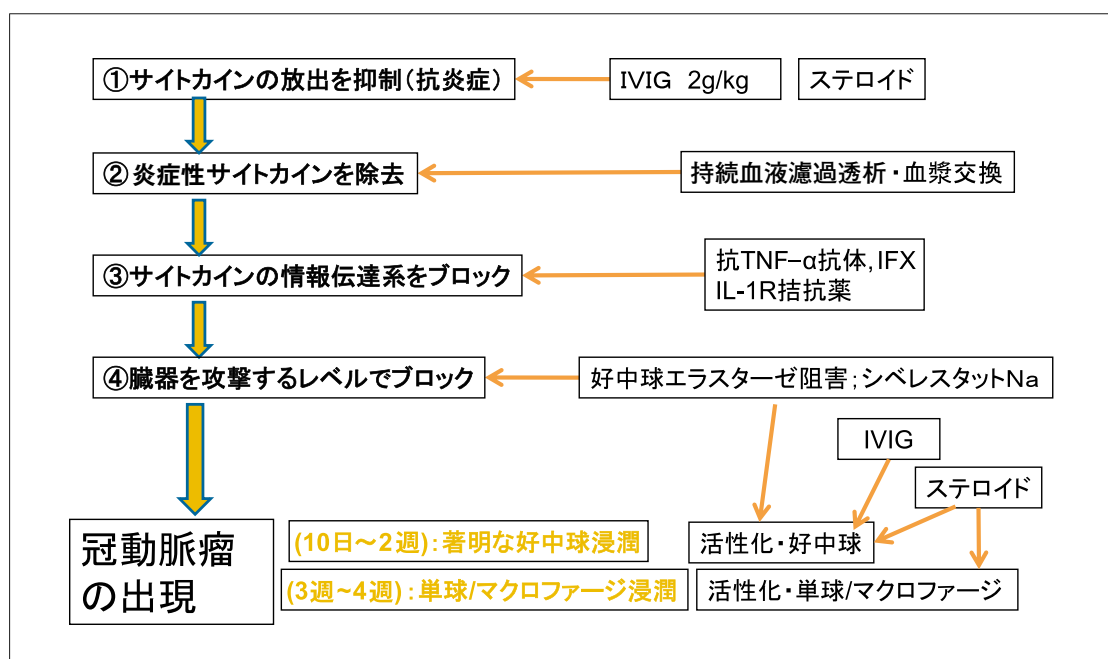 ①サイトカインの放出を抑制(抗炎症)
IVIG 2g/kg
ステロイド
②炎症性サイトカインを除去
持続血液濾過透析・血漿交換
③サイトカインの情報伝達系をブロック
抗TNF-α抗体,IFX
IL-1R拮抗薬
④臓器を攻撃するレベルでブロック
好中球エラスターゼ阻害;シベレスタットNa
IVIG
ステロイド
冠動脈瘤
の出現
(10日～2週):著明な好中球浸潤
活性化・好中球
(3週~4週):単球/マクロファージ浸潤
活性化・単球/マクロファージ